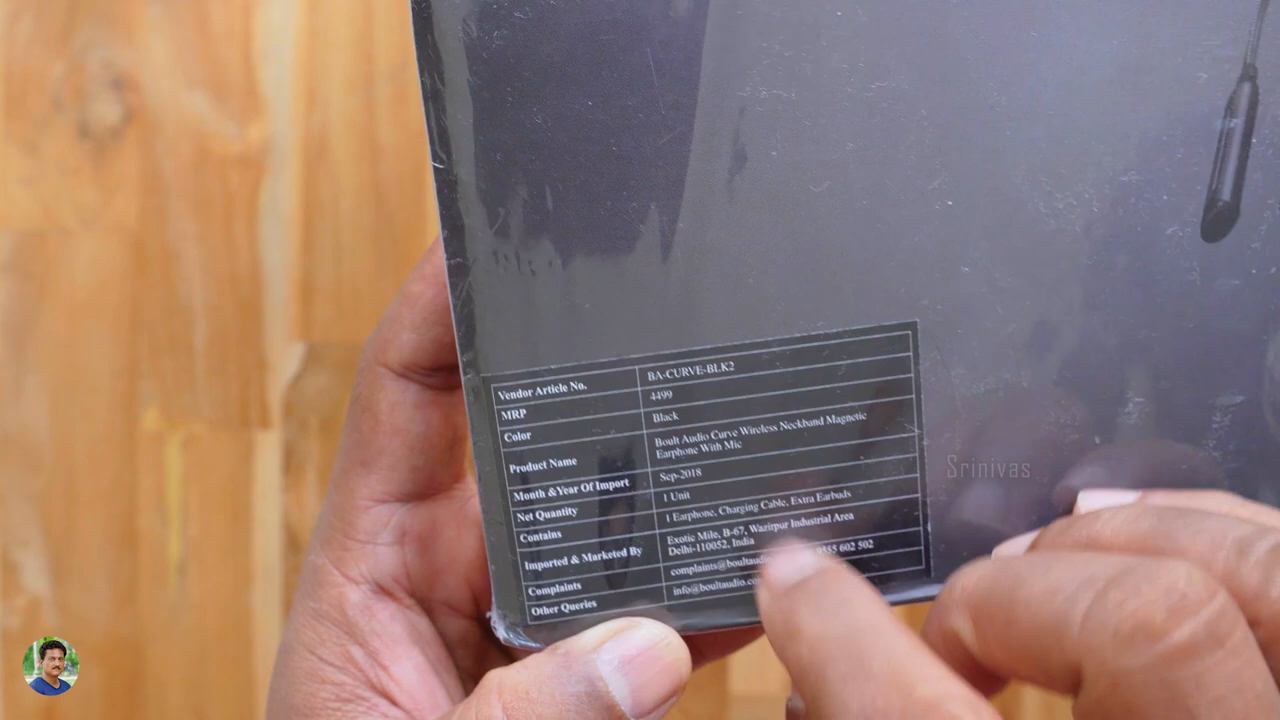 Vendor Article No. BA-CURVE-BLK2
MRP 4499
Color Black
Product Name Boult Audio Curve Wireless Neckband Magnetic
Earphone With Mic
Month &Year Of Import Sep-2018
Net Quantity 1 Unit
Contains 1 Earphone, Charging Cable, Extra Earbuds
Imported & Marketed By Exotic Mile, B-67, Wazirpur Industrial Area
Delhi-110052, India
Complaints 602 502
Other Queries
Srinivas